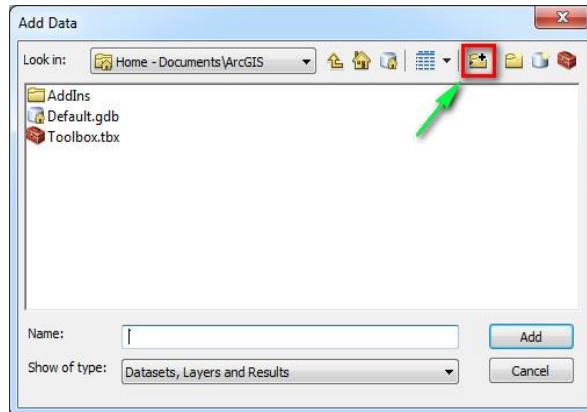 Add Data
Look in: Home - Documents\ArcGIS
AddIns
Default.gdb
Toolbox.tbx
Name:
Add
Show of type: Datasets, Layers and Results
Cancel